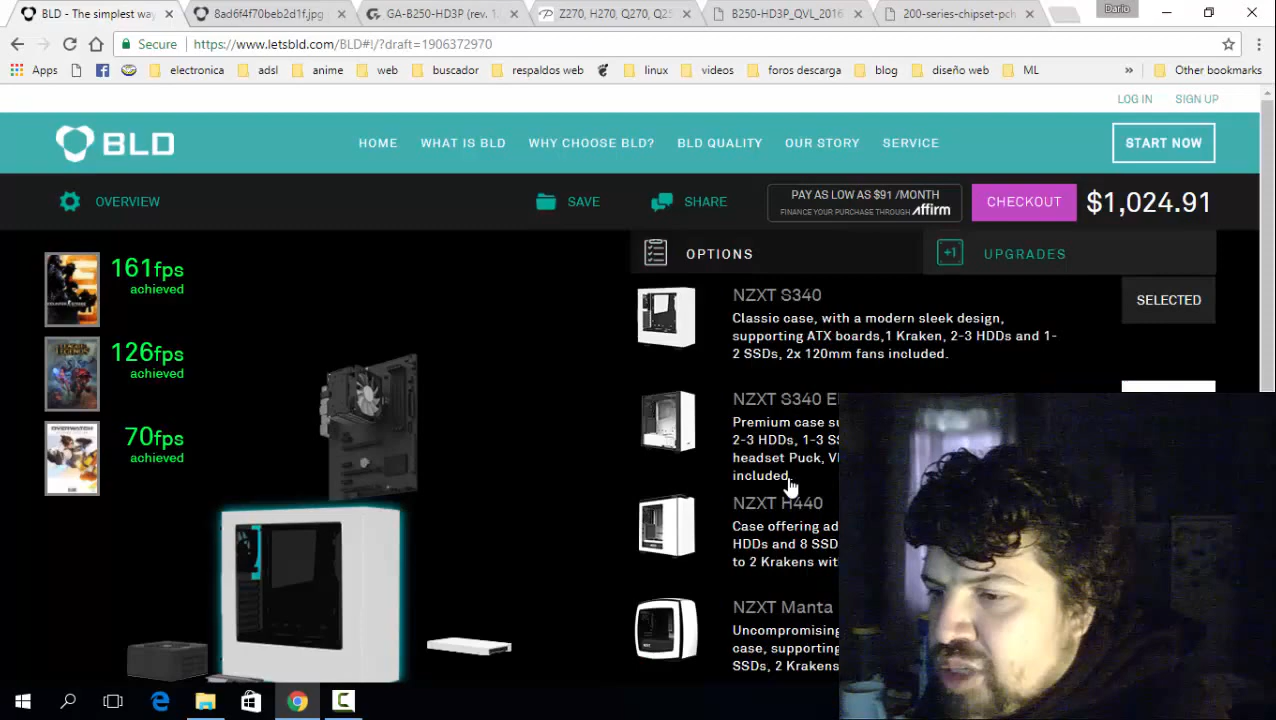 BLD - The simplest way
8ad6f4f70beb2d1f.jpg
GA-B250-HD3P (rev. 1.
Z270, H270, Q270, Q25
B250-HD3P_QVL_2016
200-series-chipset-pch
Dario
Secure
https://www.letsbld.com/BLD#!/?draft=1906372970
Apps
electronica
adsl
anime
web
buscador
respaldos web
linux
videos
foros descarga
blog
diseño web
ML
»
Other bookmarks
LOG IN
SIGN UP
BLD
HOME
WHAT IS BLD
WHY CHOOSE BLD?
BLD QUALITY
OUR STORY
SERVICE
START NOW
OVERVIEW
SAVE
SHARE
PAY AS LOW AS $91 /MONTH
FINANCE YOUR PURCHASE THROUGH affirm
CHECKOUT
$1,024.91
OPTIONS
+1
UPGRADES
161fps
achieved
126fps
achieved
70fps
achieved
NZXT S340
Classic case, with a modern sleek design,
supporting ATX boards,1 Kraken, 2-3 HDDs and 1-
2 SSDs, 2x 120mm fans included.
SELECTED
NZXT S340 E
Premium case su
2-3 HDDs, 1-3 S
headset Puck, V
included.
NZXT H440
Case offering ad
HDDs and 8 SSD
to 2 Krakens wit
NZXT Manta
Uncompromising
case, supporting
SSDs, 2 Krakens